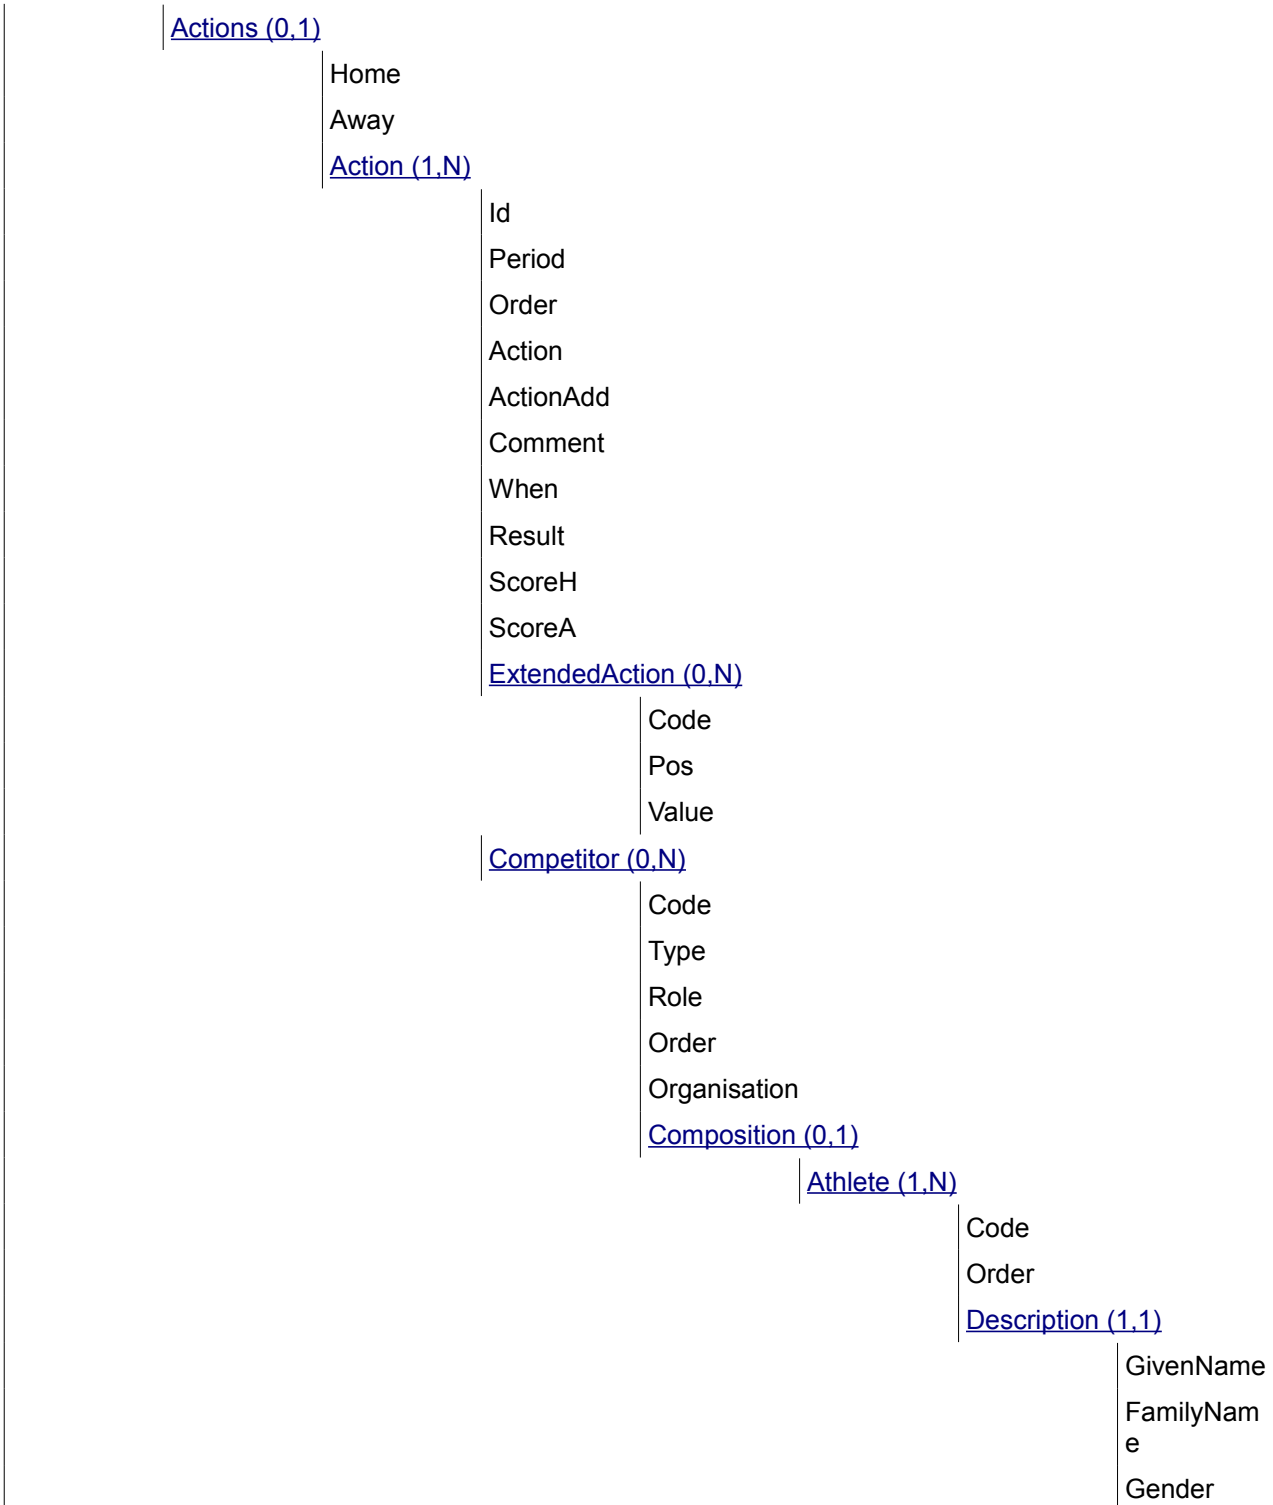 Actions (0,1)
Home
Away
Action (1,N)
Id
Period
Order
Action
ActionAdd
Comment
When
Result
ScoreH
ScoreA
ExtendedAction (0,N)
Code
Pos
Value
Competitor (0,N)
Code
Type
Role
Order
Organisation
Composition (0,1)
Athlete (1,N)
Code
Order
Description (1,1)
GivenName
FamilyNam
e
Gender